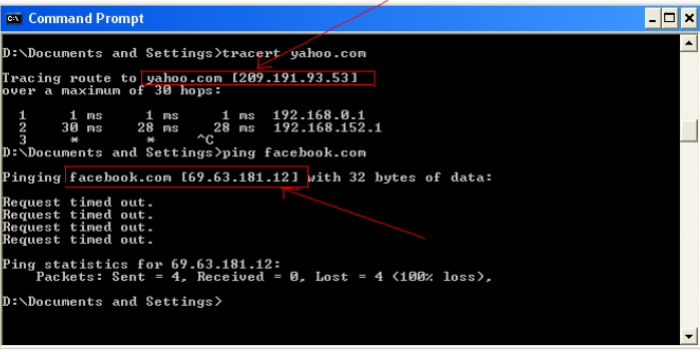 Command Prompt
D:\Documents and Settings>tracert yahoo.com
Tracing route to yahoo.com [209.191.93.53]
over a maximum of 30 hops:
1 1 ms 1 ms 1 ms 192.168.0.1
2 30 ms 28 ms 28 ms 192.168.152.1
3 * * ^C
D:\Documents and Settings>ping facebook.com
Pinging facebook.com [69.63.181.12] with 32 bytes of data:
Request timed out.
Request timed out.
Request timed out.
Request timed out.
Ping statistics for 69.63.181.12:
Packets: Sent = 4, Received = 0, Lost = 4 (100% loss),
D:\Documents and Settings>